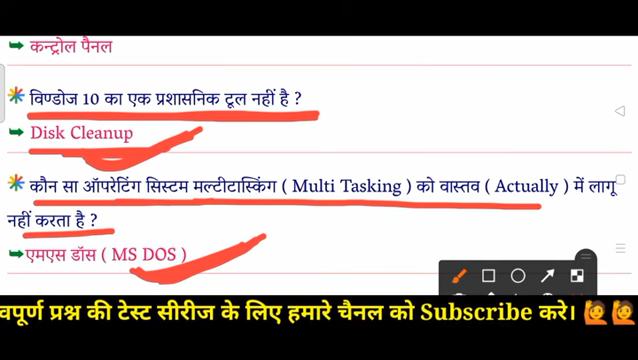 ➡ कन्ट्रोल पैनल
विण्डोज 10 का एक प्रशासनिक टूल नहीं है ?
➡ Disk Cleanup
कौन सा ऑपरेटिंग सिस्टम मल्टीटास्किंग ( Multi Tasking ) को वास्तव ( Actually ) में लागू
नहीं करता है ?
➡एमएस डॉस ( MS DOS )
वपूर्ण प्रश्न की टेस्ट सीरीज के लिए हमारे चैनल को Subscribe करे। 🙋🙋